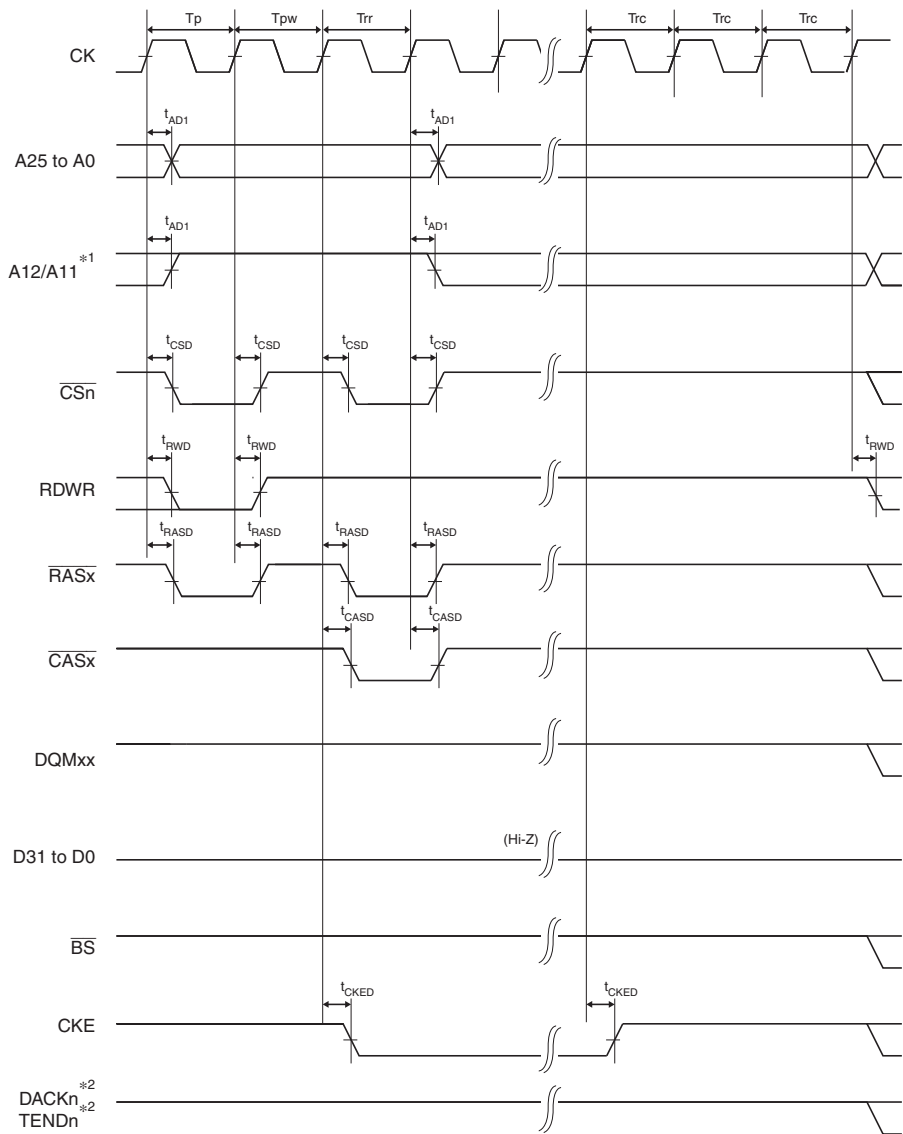 Tp Tpw Trr Trc Trc Trc
CK
tAD1 tAD1
A25 to A0
tAD1 tAD1
A12/A11*1
tCSD tCSD tCSD tCSD
CSn
tRWD tRWD tRWD
RDWR
tRASD tRASD tRASD tRASD
RASx
tCASD tCASD
CASx
DQMxx
(Hi-Z)
D31 to D0
BS
tCKED tCKED
CKE
DACKn*2
TENDn*2